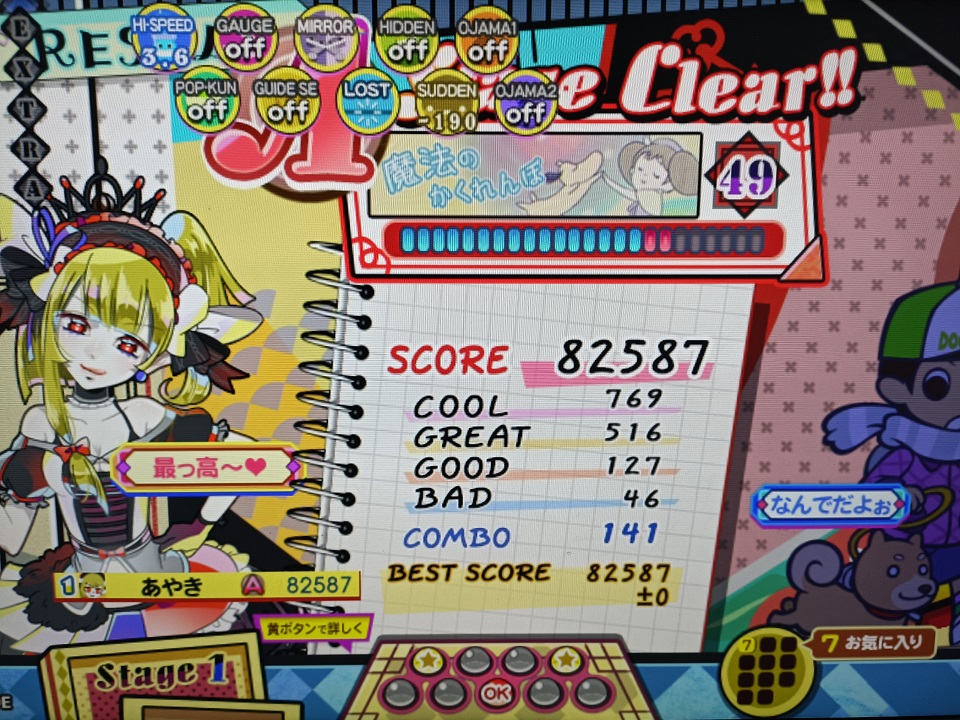 EXTRA
HI-SPEED 3.6
GAUGE off
MIRROR
HIDDEN off
OJAMA1 off
POP-KUN off
GUIDE SE off
LOST
SUDDEN -190
OJAMA2 off
Clear!!
魔法の
かくれんぼ
49
SCORE 82587
COOL 769
GREAT 516
GOOD 127
BAD 46
COMBO 141
BEST SCORE 82587
±0
最っ高～♥
なんでだよぉ
1 あやき A 82587
黄ボタンで詳しく
Stage 1
OK
7
7 お気に入り